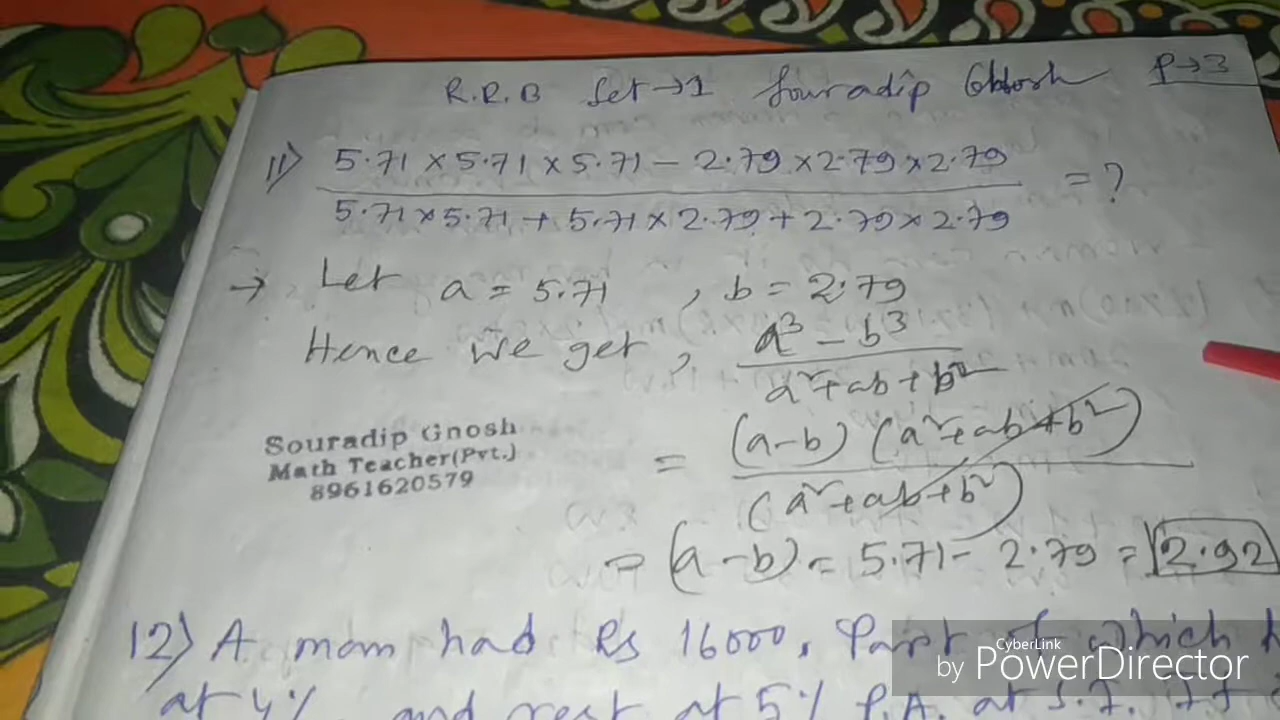 R.R.B Set→1 Souradip Ghosh P→3
11) 5.71 × 5.71 × 5.71 − 2.79 × 2.79 × 2.79 = ?
5.71 × 5.71 + 5.71 × 2.79 + 2.79 × 2.79
→ Let a = 5.71 , b = 2.79
Hence we get, a³ − b³
a² + ab + b²
Souradip Gnosh
Math Teacher(Pvt.)
8961620579
= (a−b) (a²+ab+b²)
(a²+ab+b²)
= (a−b) = 5.71 − 2.79 = 2.92
12) A man had Rs 16000, Part of which
at 4% and rest at 5% P.A. at S.I. If
CyberLink
by PowerDirector